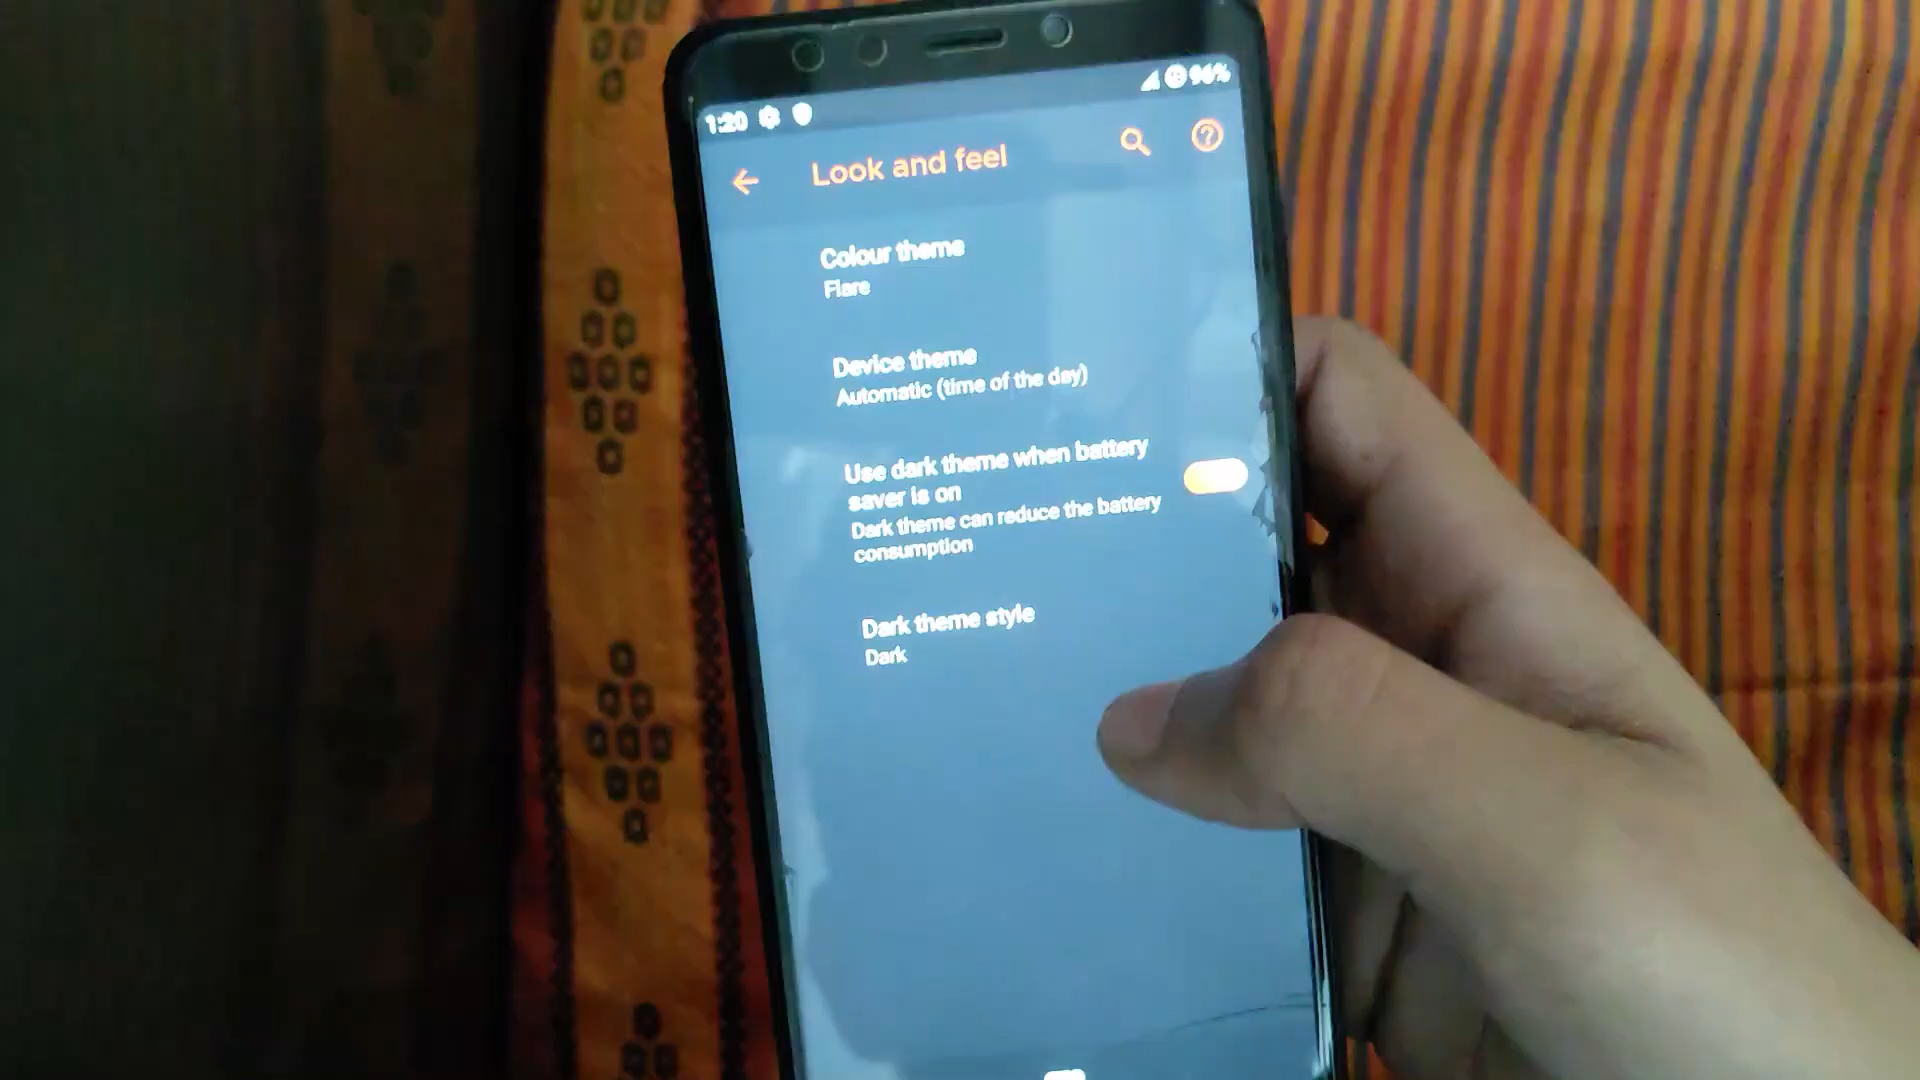 1:20 96%
Look and feel
Colour theme
Flare
Device theme
Automatic (time of the day)
Use dark theme when battery
saver is on
Dark theme can reduce the battery
consumption
Dark theme style
Dark